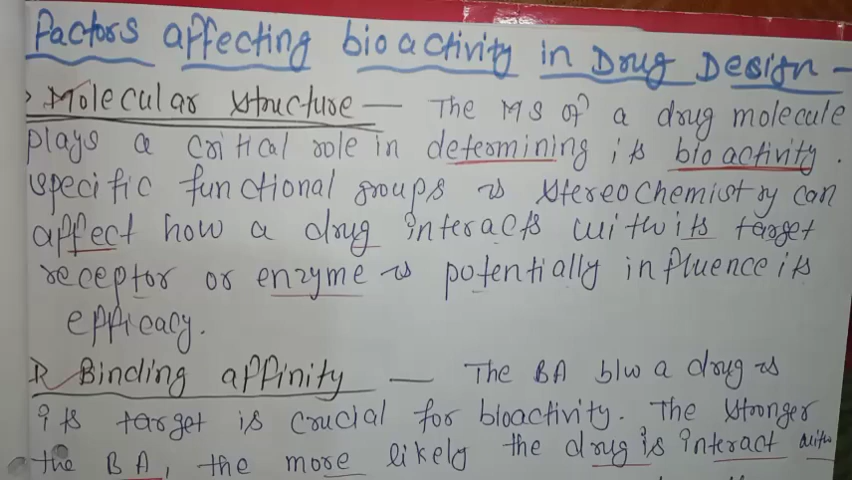 Factors affecting bioactivity in Drug Design -
Molecular structure — The MS of a drug molecule
plays a critical role in determining its bioactivity.
specific functional groups & stereochemistry can
affect how a drug interacts with its target
receptor or enzyme & potentially influence its
efficacy.
Binding affinity — The BA b/w a drug &
its target is crucial for bioactivity. The stronger
the BA, the more likely the drug is interact with